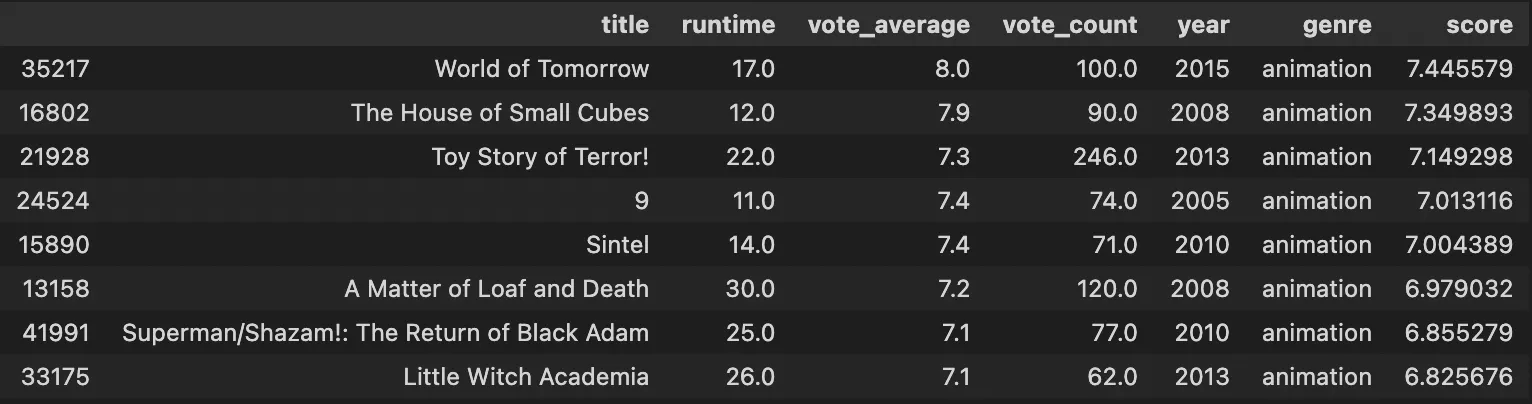 title runtime vote_average vote_count year genre score
35217 World of Tomorrow 17.0 8.0 100.0 2015 animation 7.445579
16802 The House of Small Cubes 12.0 7.9 90.0 2008 animation 7.349893
21928 Toy Story of Terror! 22.0 7.3 246.0 2013 animation 7.149298
24524 9 11.0 7.4 74.0 2005 animation 7.013116
15890 Sintel 14.0 7.4 71.0 2010 animation 7.004389
13158 A Matter of Loaf and Death 30.0 7.2 120.0 2008 animation 6.979032
41991 Superman/Shazam!: The Return of Black Adam 25.0 7.1 77.0 2010 animation 6.855279
33175 Little Witch Academia 26.0 7.1 62.0 2013 animation 6.825676